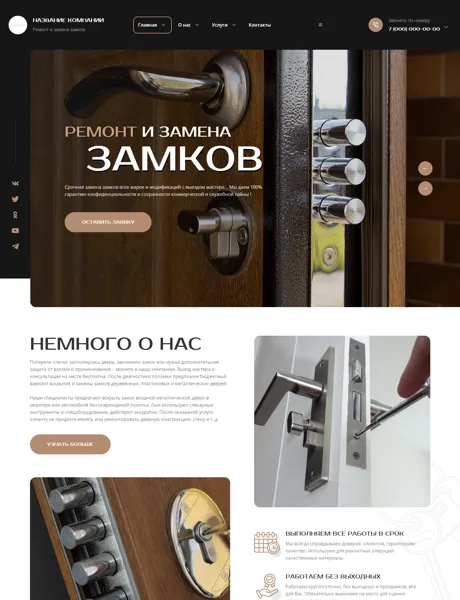 НАЗВАНИЕ КОМПАНИИ
Ремонт и замена замков
Главная
О нас
Услуги
Контакты
Звоните по номеру
7 (000) 000-00-00
РЕМОНТ И ЗАМЕНА
ЗАМКОВ
Срочная замена замков всех марок и модификаций с выездом мастера... Мы даем 100%
гарантию конфиденциальности и сохранности коммерческой и служебной тайны !
ОСТАВИТЬ ЗАЯВКУ
НЕМНОГО О НАС
Потеряли ключи, захлопнулась дверь, заклинило замок или нужна дополнительная
защита от взлома и проникновения – звоните в нашу компанию. Выезд мастера и
консультация на месте бесплатна. После диагностики поломки предложим бюджетный
вариант вскрытия и замены замков деревянных, пластиковых и металлических дверей.
Наши специалисты предлагают вскрыть замок входной металлической двери в
квартире или автомобиля без повреждений полотна. Они используют слесарные
инструменты и спецоборудование, действуют аккуратно. После оказанной услуги
клиенту не придется менять или ремонтировать дверную конструкцию, стену и т. д.
УЗНАТЬ БОЛЬШЕ
ВЫПОЛНЯЕМ ВСЕ РАБОТЫ В СРОК
Мы всегда оправдываем доверие клиентов, гарантируем
качество. Используем для ремонтных операций
качественные материалы
РАБОТАЕМ БЕЗ ВЫХОДНЫХ
Работаем круглосуточно, без выходных и праздников, все
для Вас. Обязательно выезжаем на место для оценки